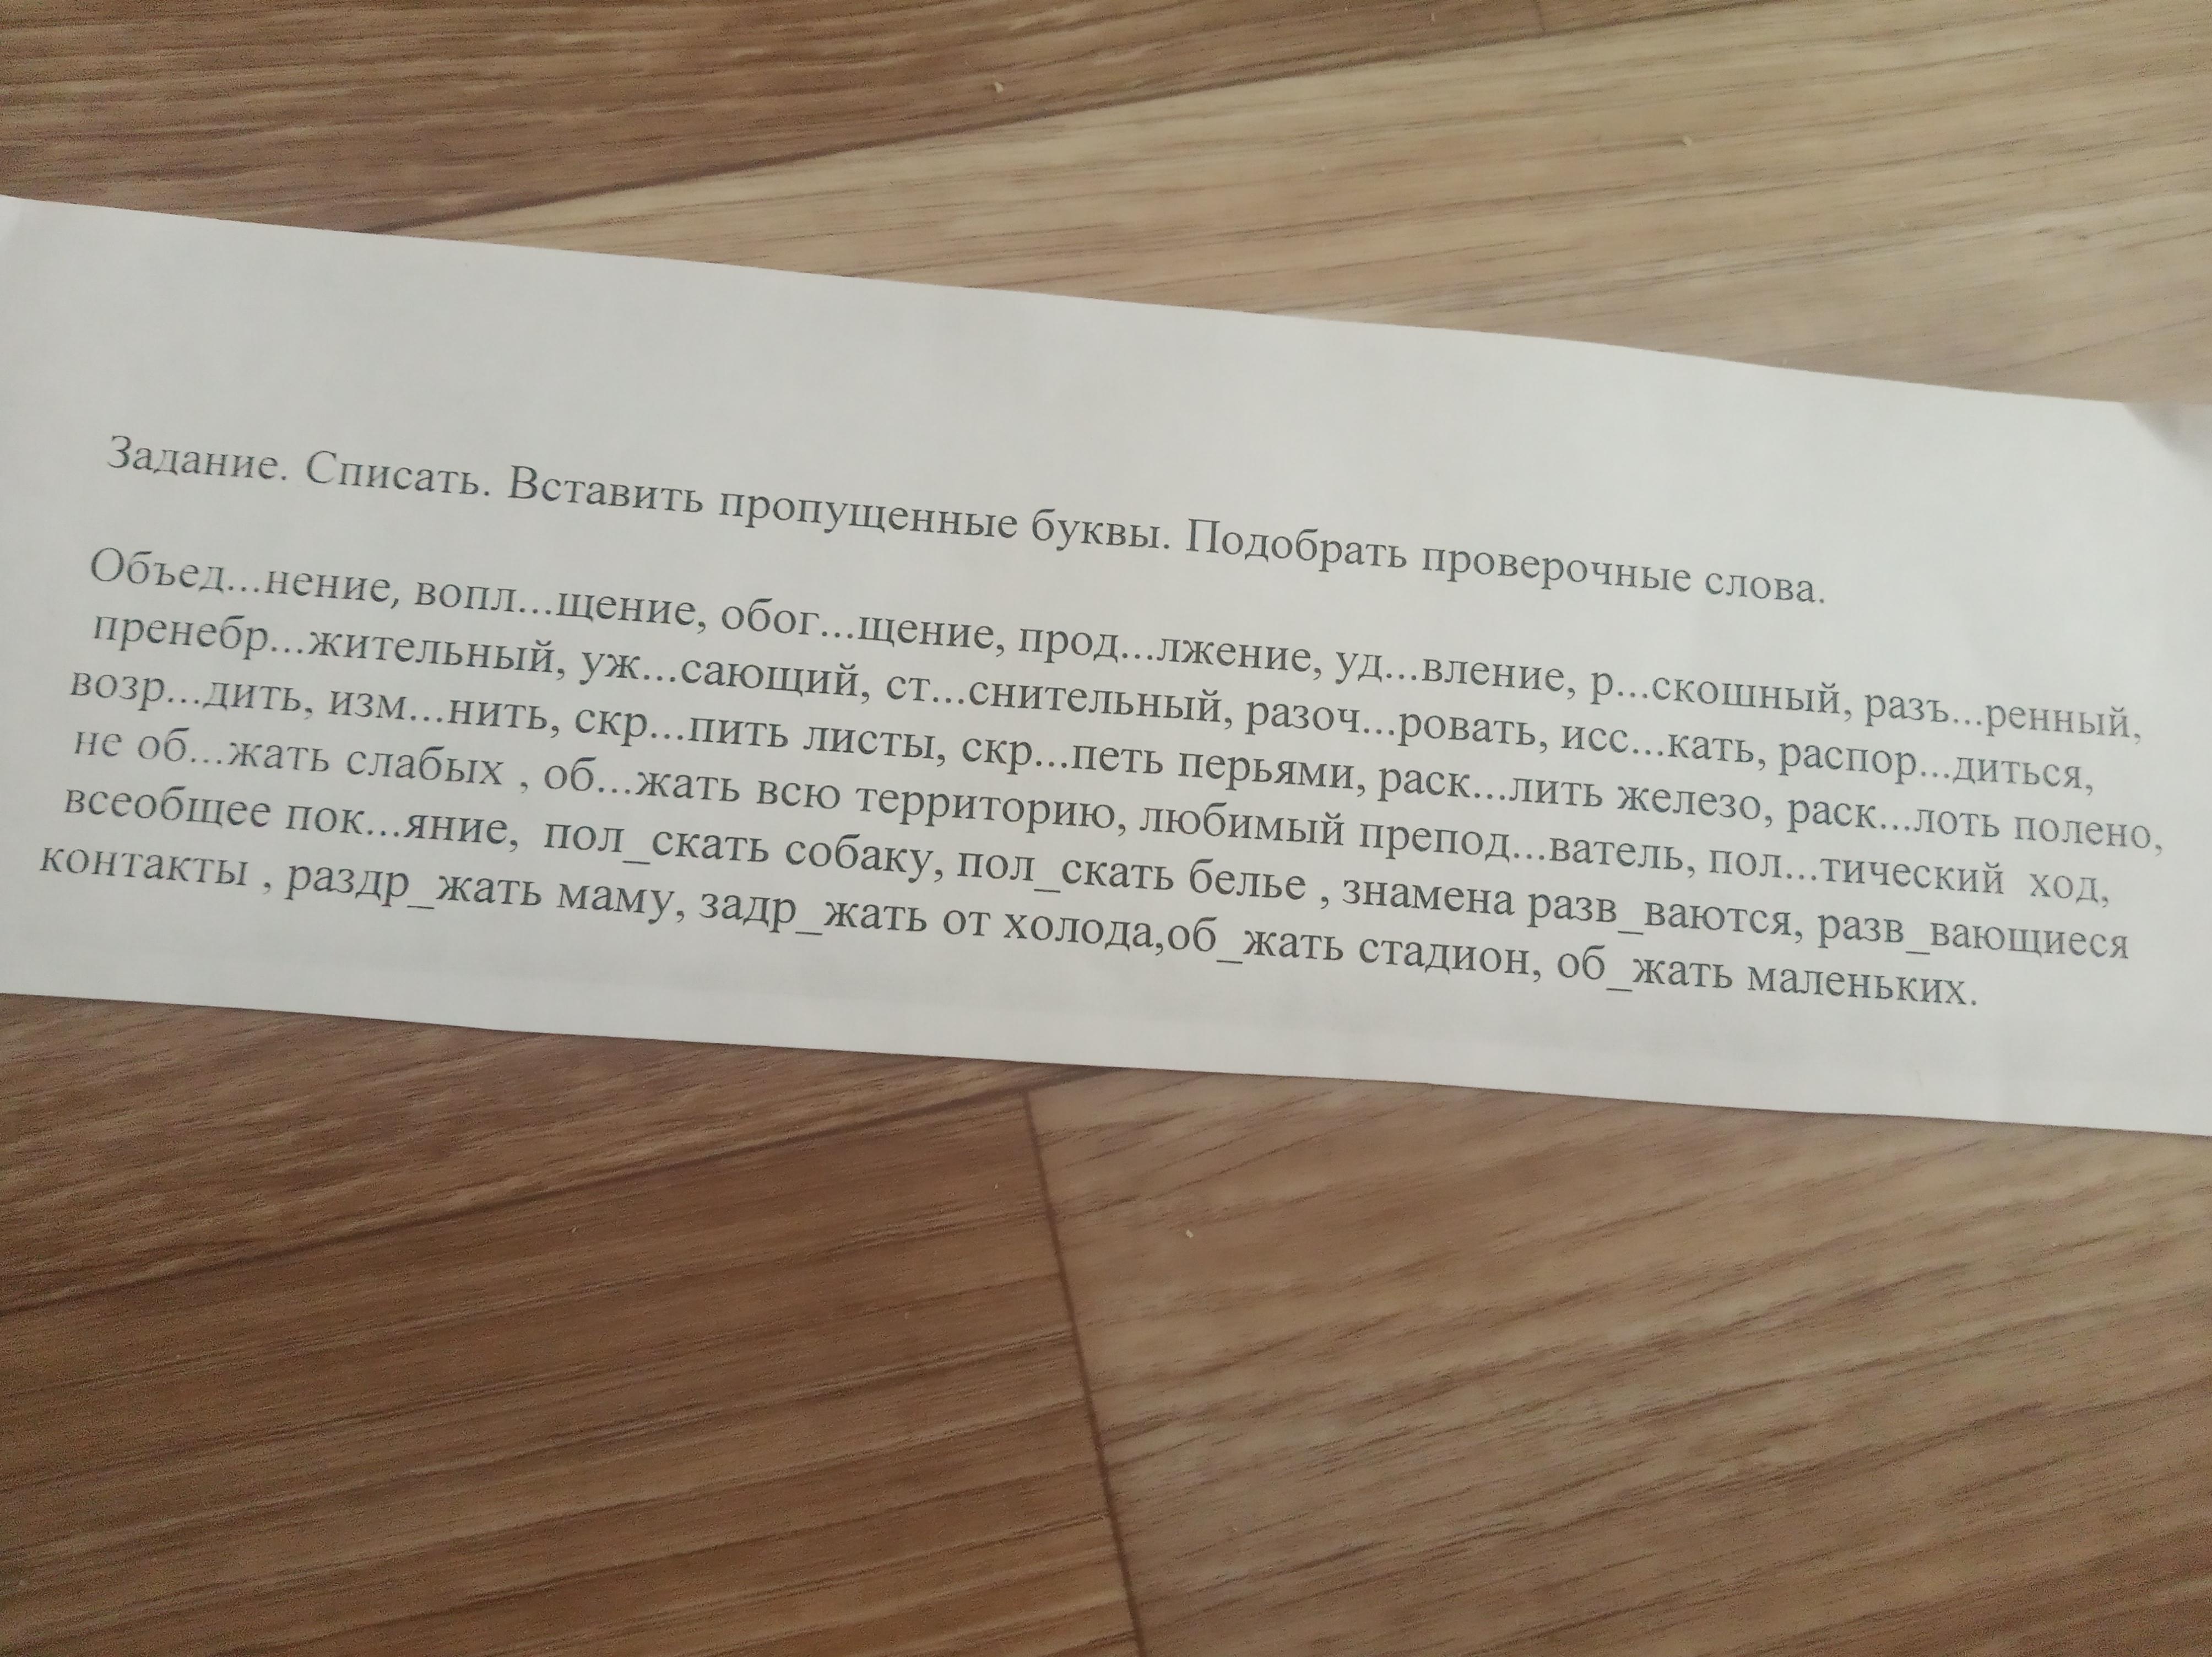 Задание. Списать. Вставить пропущенные буквы. Подобрать проверочные слова.
Объед...нение, вопл...щение, обог...щение, прод...лжение, уд...вление, р...скошный, разъ...ренный,
пренебр...жительный, уж...сающий, ст...снительный, разоч...ровать, исс...кать, распор...диться,
возр...дить, изм...нить, скр...пить листы, скр...петь перьями, раск...лить железо, раск...лоть полено,
не об...жать слабых , об...жать всю территорию, любимый препод...ватель, пол...тический ход,
всеобщее пок...яние, пол_скать собаку, пол_скать белье , знамена разв_ваются, разв_вающиеся
контакты , раздр_жать маму, задр_жать от холода,об_жать стадион, об_жать маленьких.